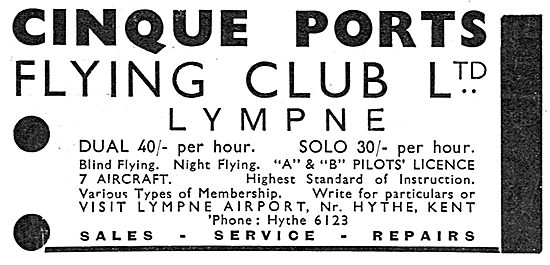 CINQUE PORTS
FLYING CLUB LTD
LYMPNE
DUAL 40/- per hour. SOLO 30/- per hour.
Blind Flying. Night Flying. "A" & "B" PILOTS' LICENCE
7 AIRCRAFT. Highest Standard of Instruction.
Various Types of Membership. Write for particulars or
VISIT LYMPNE AIRPORT, Nr. HYTHE, KENT
'Phone: Hythe 6123
SALES - SERVICE - REPAIRS